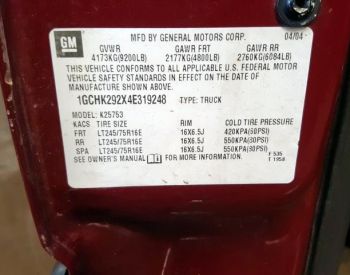 GM
MFD BY GENERAL MOTORS CORP. 04/04
GVWR GAWR FRT GAWR RR
4173KG(9200LB) 2177KG(4800LB) 2760KG(6084LB)
THIS VEHICLE CONFORMS TO ALL APPLICABLE U.S. FEDERAL MOTOR
VEHICLE SAFETY STANDARDS IN EFFECT ON THE DATE OF
MANUFACTURE SHOWN ABOVE.
1GCHK292X4E319248 TYPE: TRUCK
MODEL: K25753
KACS TIRE SIZE RIM COLD TIRE PRESSURE
FRT LT245/75R16E 16X6.5J 420KPA(60PSI)
RR LT245/75R16E 16X6.5J 550KPA(80PSI)
SPA LT245/75R16E 16X6.5J 550KPA(80PSI)
SEE OWNER'S MANUAL FOR MORE INFORMATION. F 535
T 1958